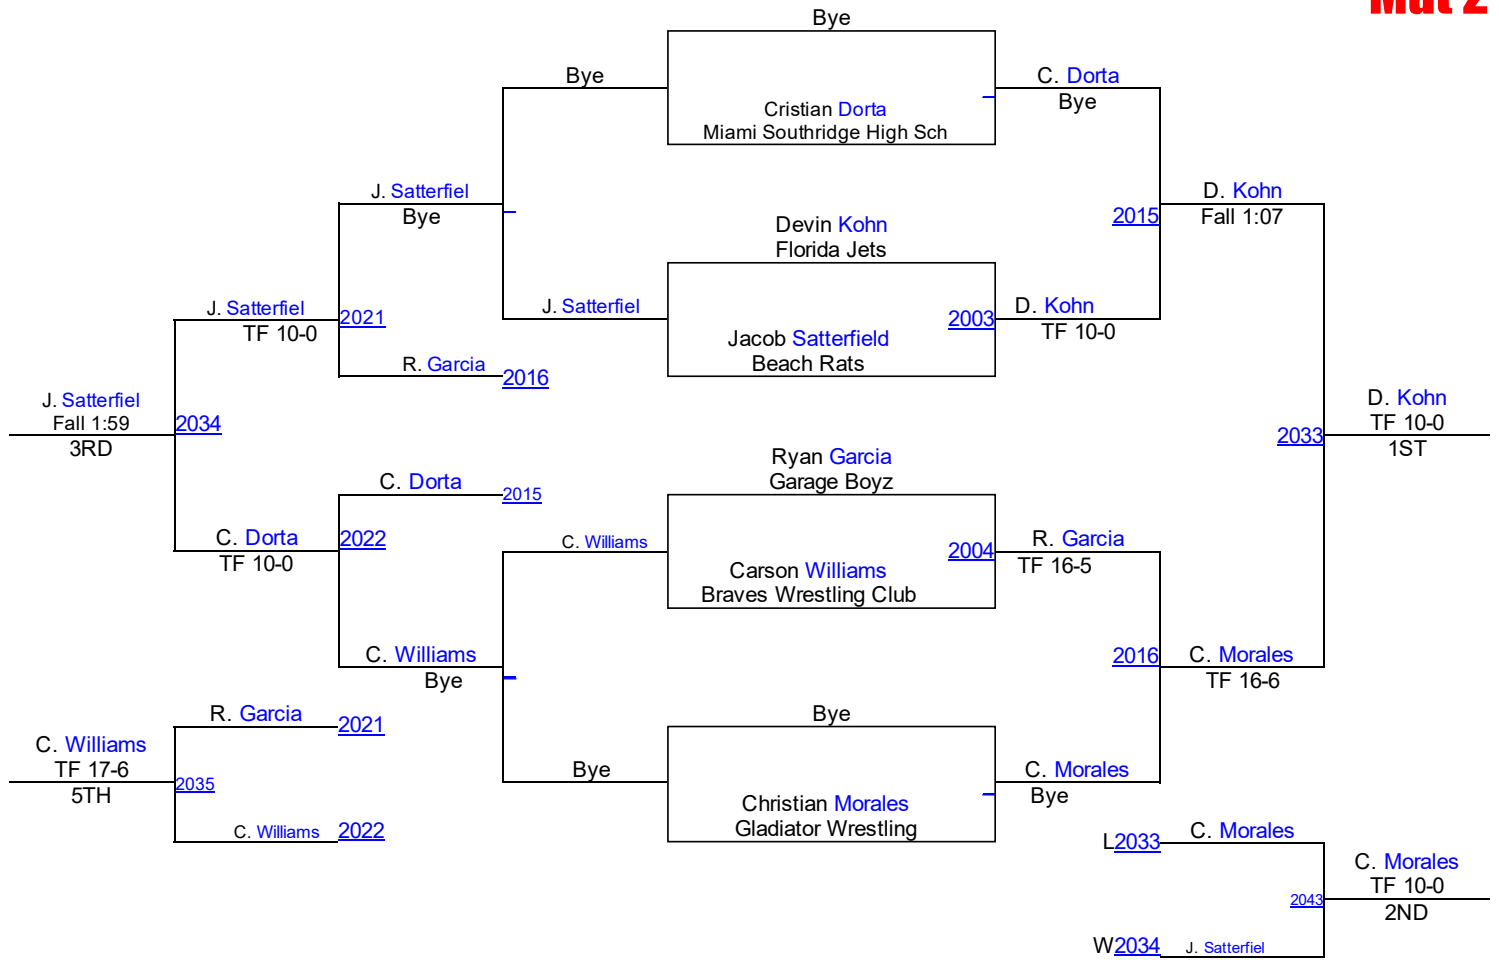 Mat 2
Bye
Bye
C. Dorta
Bye
Cristian Dorta
Miami Southridge High Sch
J. Satterfiel
Bye
D. Kohn
2015
Fall 1:07
Devin Kohn
Florida Jets
J. Satterfiel
TF 10-0
2021
J. Satterfiel
2003
D. Kohn
TF 10-0
Jacob Satterfield
Beach Rats
R. Garcia
2016
J. Satterfiel
Fall 1:59
3RD
2034
D. Kohn
TF 10-0
1ST
2033
Ryan Garcia
Garage Boyz
C. Dorta
2015
C. Dorta
TF 10-0
2022
C. Williams
2004
R. Garcia
TF 16-5
Carson Williams
Braves Wrestling Club
C. Williams
Bye
2016
C. Morales
TF 16-6
R. Garcia
2021
Bye
C. Williams
TF 17-6
5TH
2035
Bye
C. Morales
Bye
Christian Morales
Gladiator Wrestling
C. Williams
2022
L2033
C. Morales
C. Morales
TF 10-0
2ND
2043
W2034
J. Satterfiel